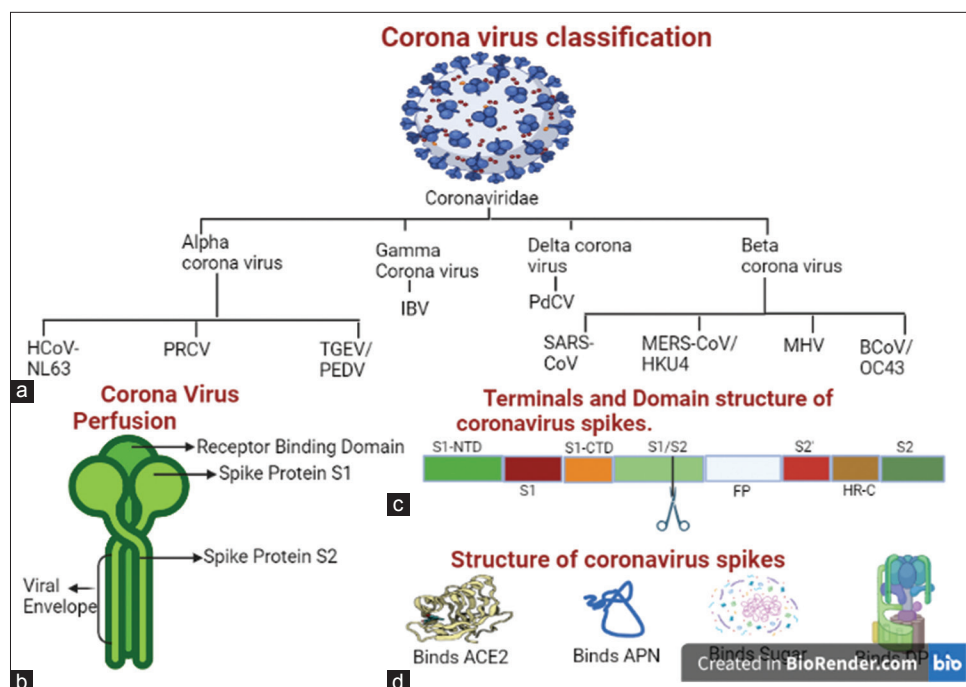 Corona virus classification
Coronaviridae
Alpha
corona virus
Gamma
Corona virus
Delta corona
virus
Beta
corona virus
IBV
PdCV
HCoV-
NL63
PRCV
TGEV/
PEDV
SARS-
CoV
MERS-CoV/
HKU4
MHV
BCoV/
OC43
a
Corona Virus
Perfusion
Receptor Binding Domain
Spike Protein S1
Spike Protein S2
Viral
Envelope
b
Terminals and Domain structure of
coronavirus spikes.
S1-NTD
S1-CTD
S1/S2
S2'
S2
S1
FP
HR-C
c
Structure of coronavirus spikes
Binds ACE2
Binds APN
Binds Sugar
Binds
d
Created in BioRender.com bio